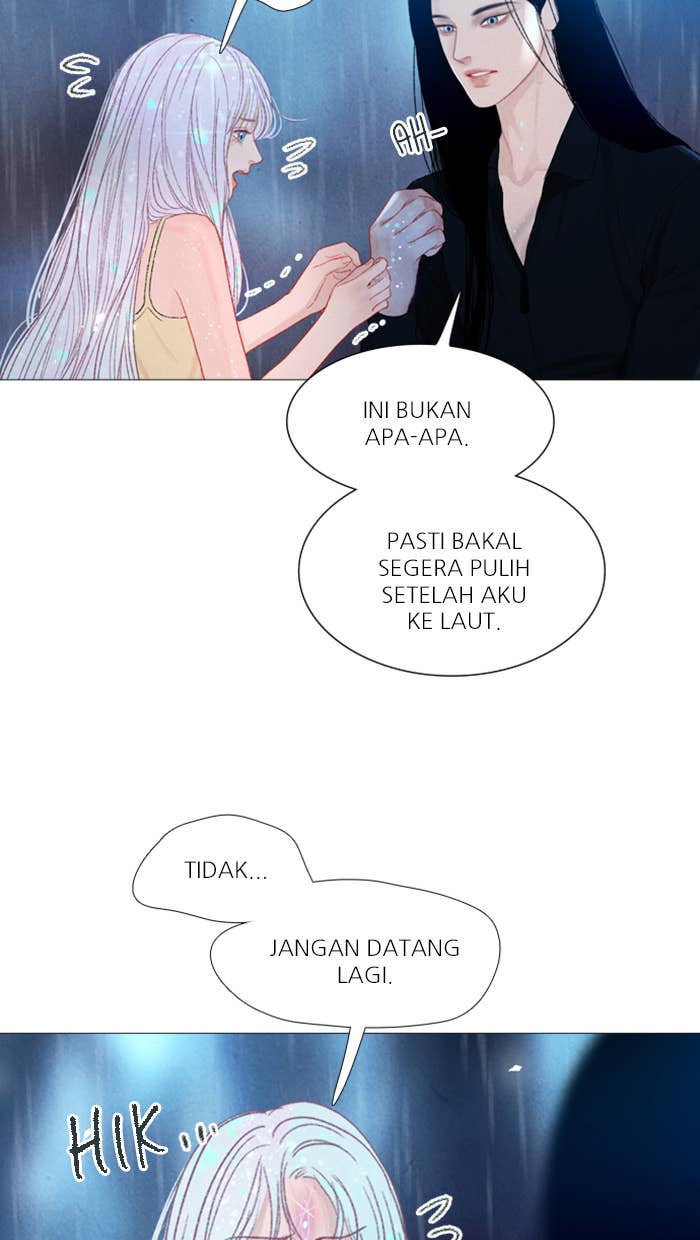 AH-
INI BUKAN
APA-APA.
PASTI BAKAL
SEGERA PULIH
SETELAH AKU
KE LAUT.
TIDAK...
JANGAN DATANG
LAGI.
HIK...